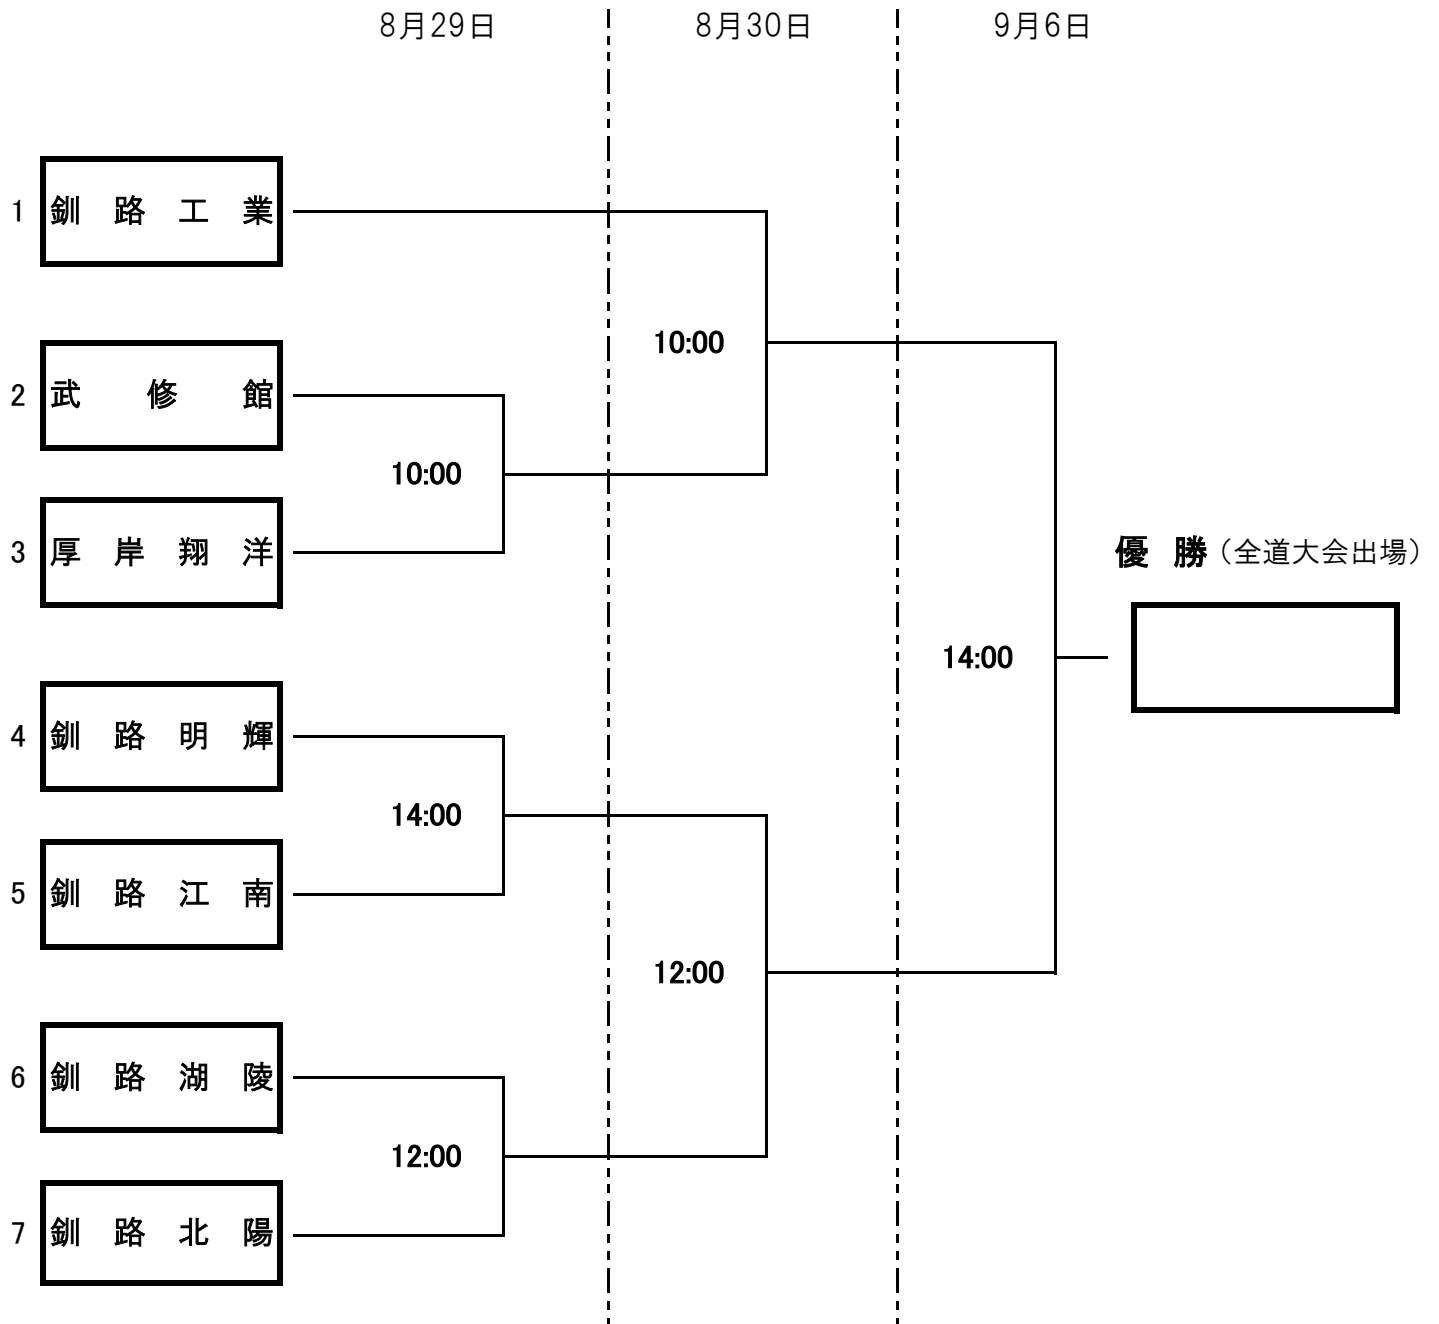 8月29日 8月30日 9月6日
1 釧路工業
10:00
2 武修館
10:00
3 厚岸翔洋
優勝（全道大会出場）
14:00
4 釧路明輝
14:00
5 釧路江南
12:00
6 釧路湖陵
12:00
7 釧路北陽